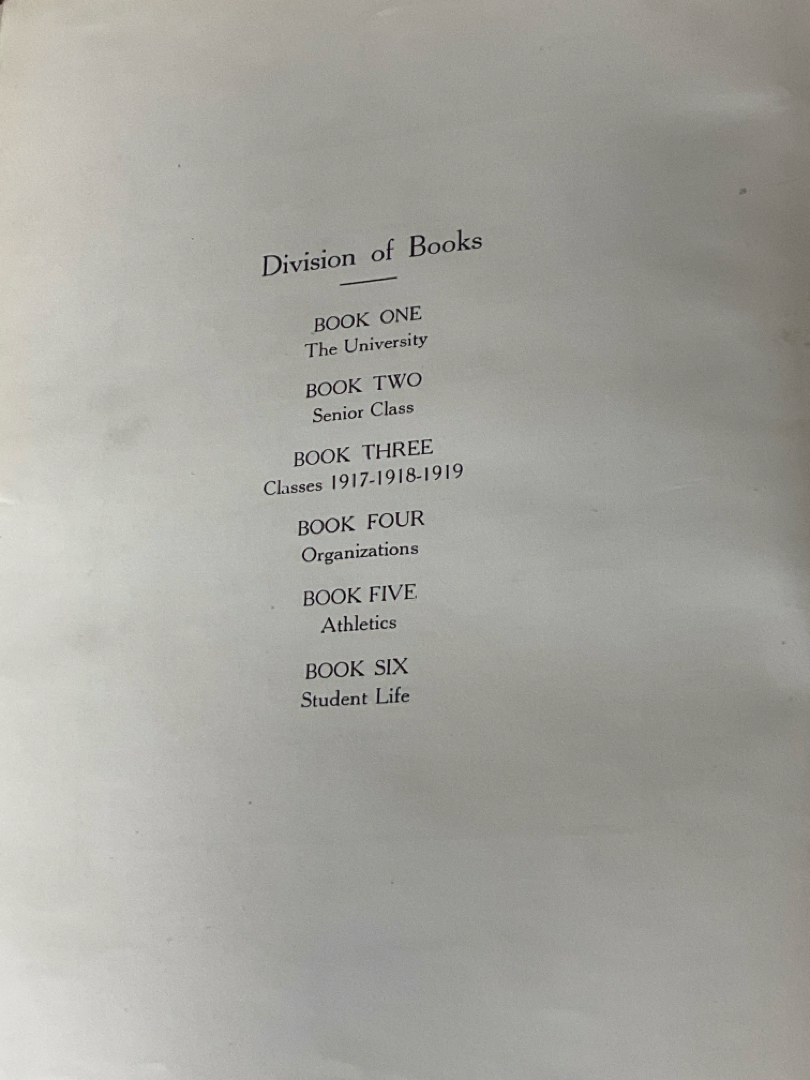 Division of Books
BOOK ONE
The University
BOOK TWO
Senior Class
BOOK THREE
Classes 1917-1918-1919
BOOK FOUR
Organizations
BOOK FIVE
Athletics
BOOK SIX
Student Life